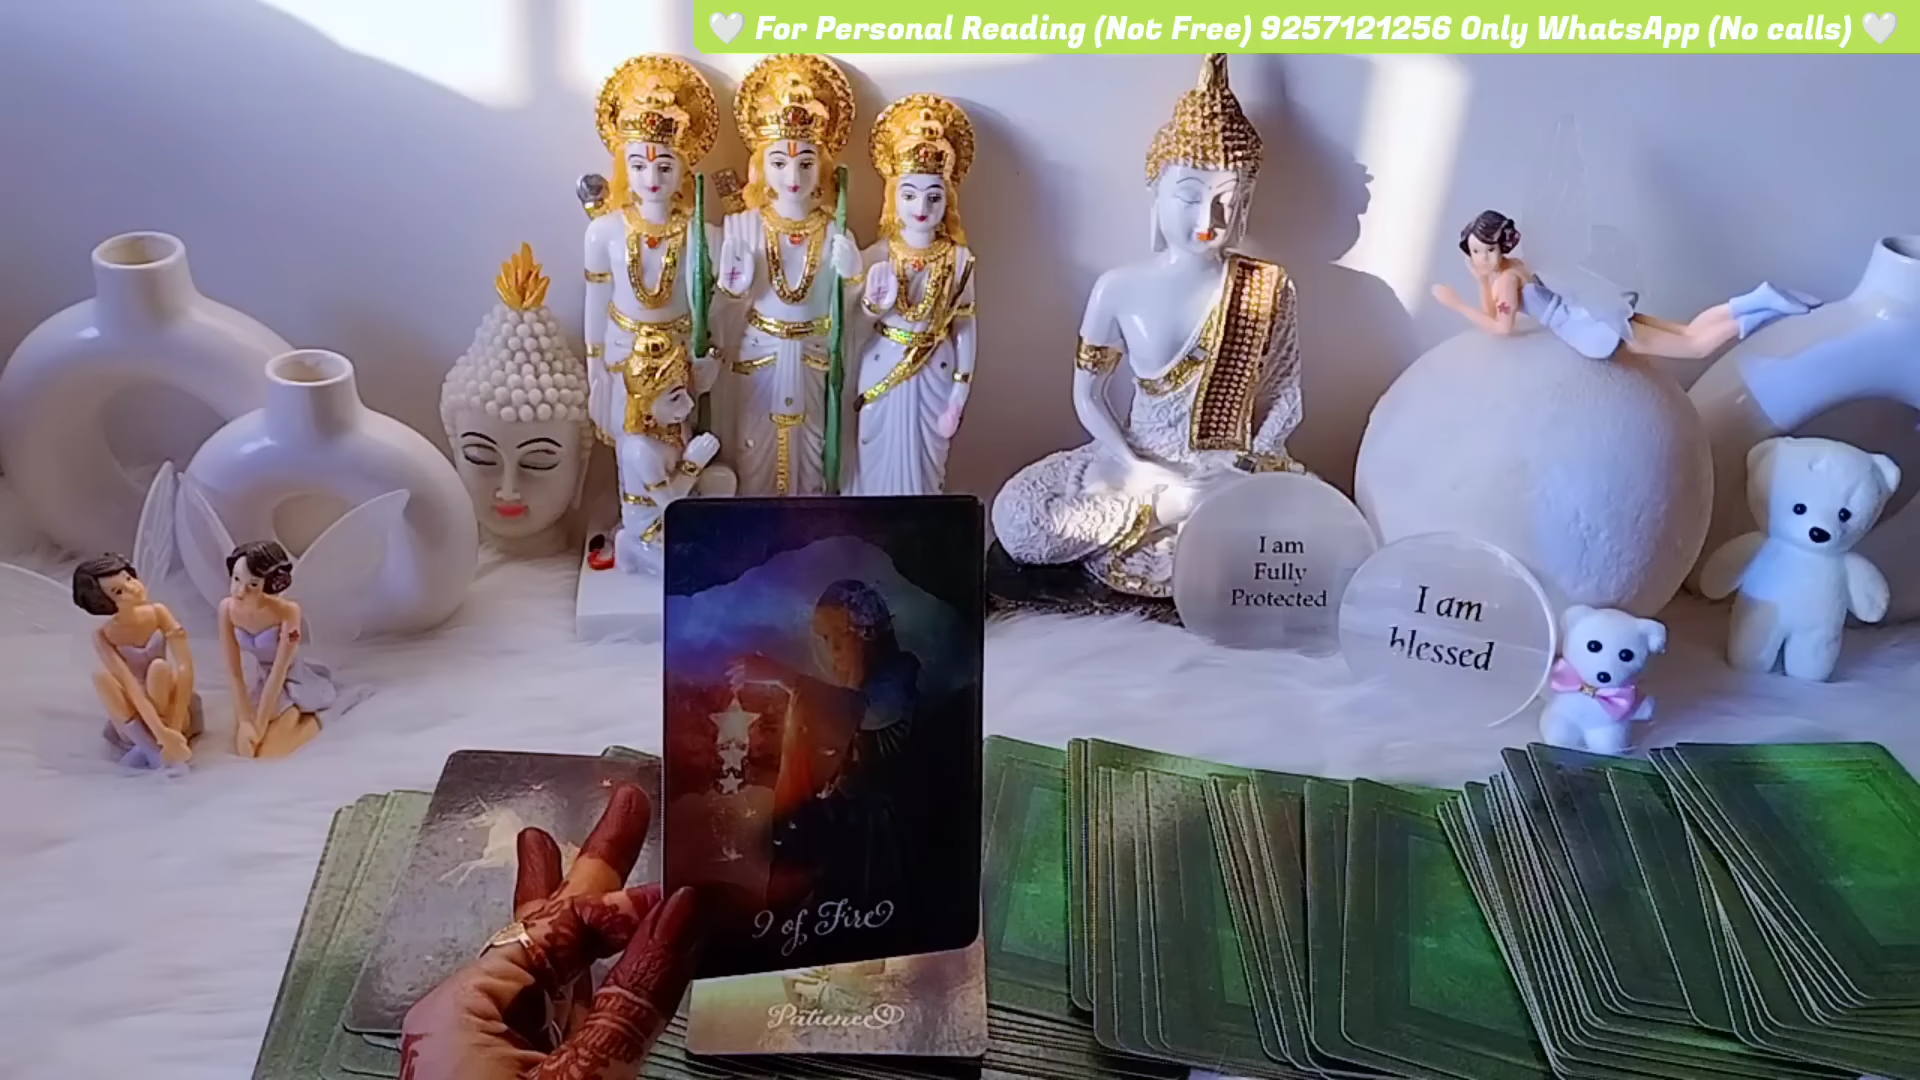 🤍 For Personal Reading (Not Free) 9257121256 Only WhatsApp (No calls) 🤍
I am
Fully
Protected
I am
blessed
9 of Fire
Patience